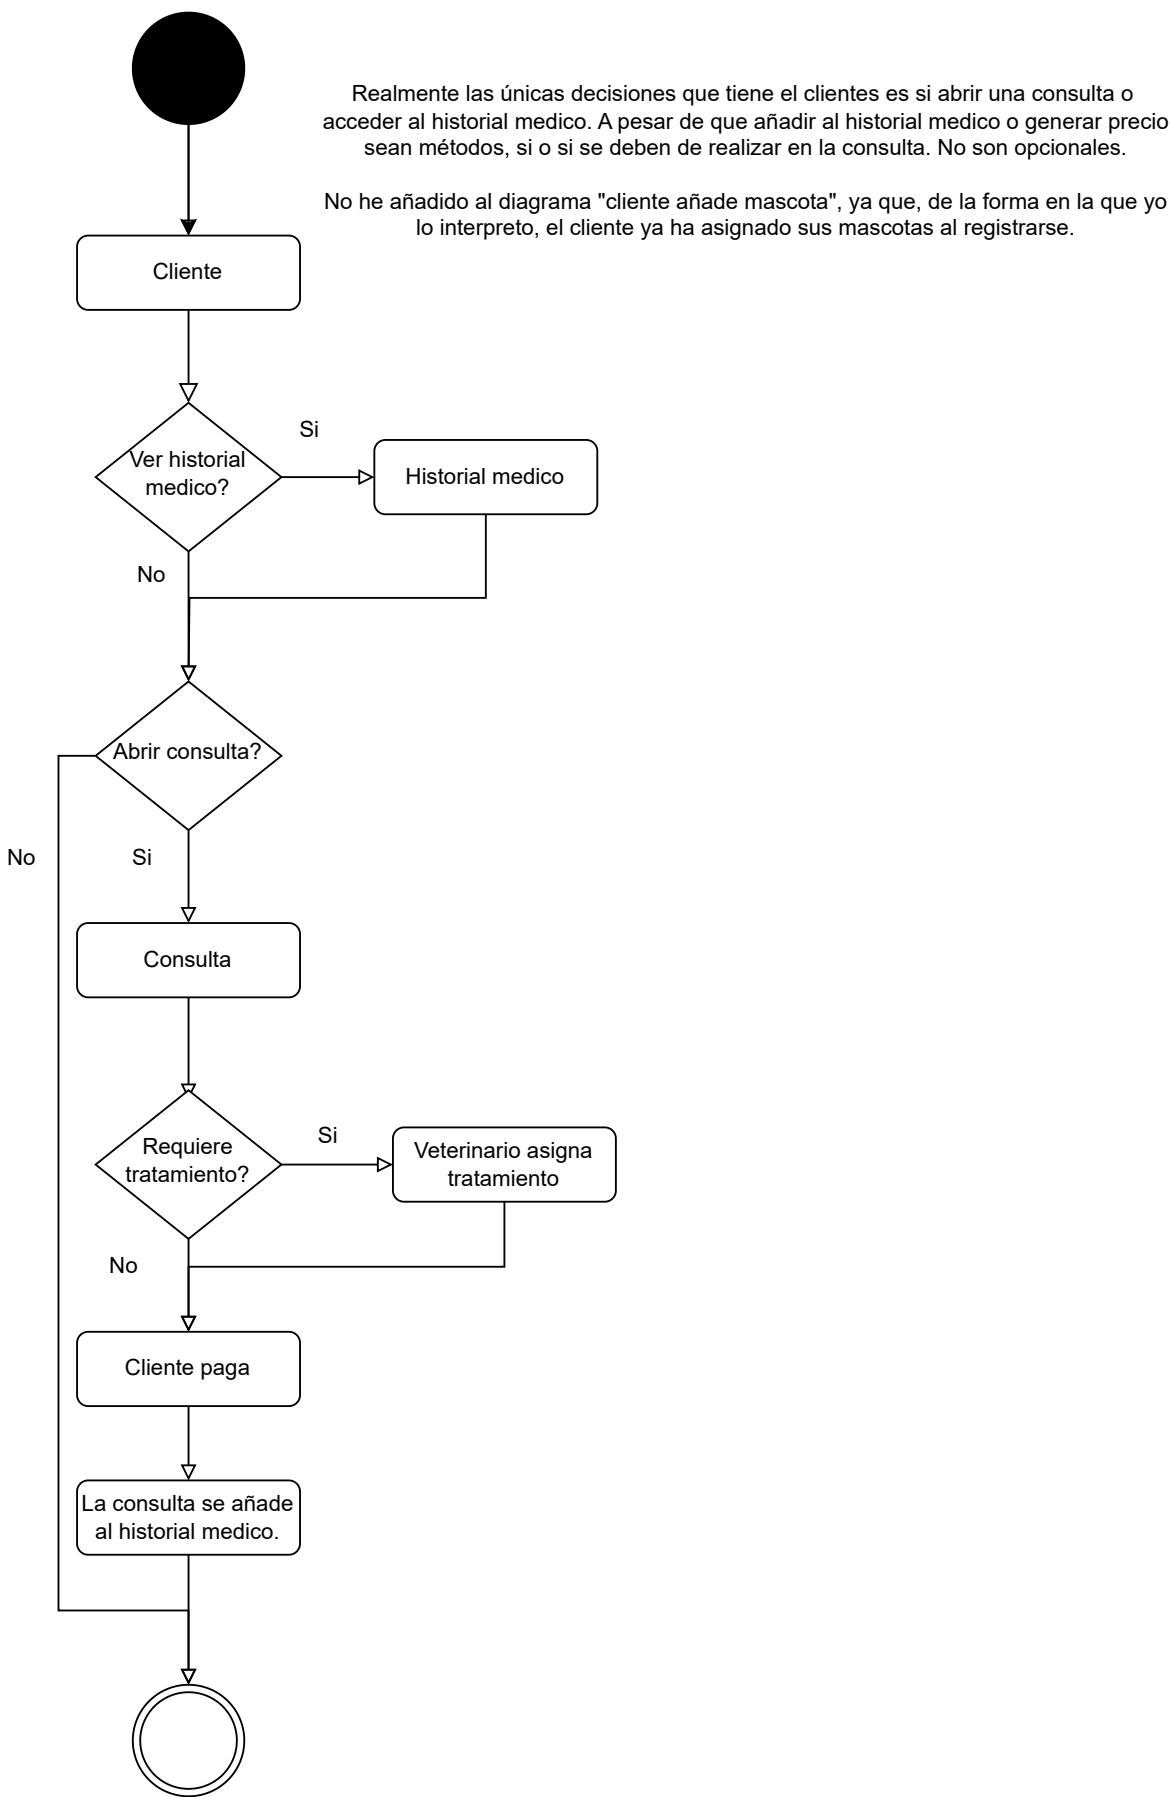 Realmente las únicas decisiones que tiene el clientes es si abrir una consulta o
acceder al historial medico. A pesar de que añadir al historial medico o generar precio
sean métodos, si o si se deben de realizar en la consulta. No son opcionales.
No he añadido al diagrama "cliente añade mascota", ya que, de la forma en la que yo
lo interpreto, el cliente ya ha asignado sus mascotas al registrarse.
Cliente
Ver historial
medico?
Si
Historial medico
No
Abrir consulta?
No
Si
Consulta
Requiere
tratamiento?
Si
Veterinario asigna
tratamiento
No
Cliente paga
La consulta se añade
al historial medico.